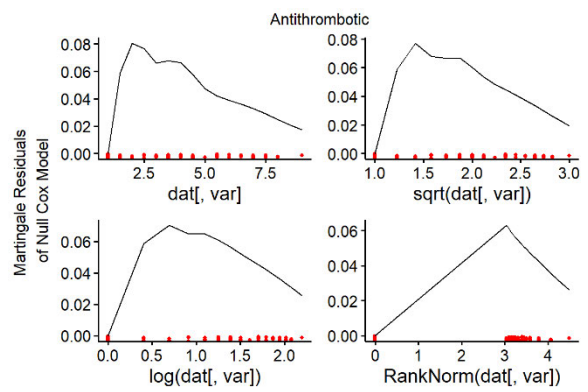 Antithrombotic
Martingale Residuals
of Null Cox Model
0.08
0.06
0.04
0.02
0.00
2.5 5.0 7.5
dat[, var]
0.08
0.06
0.04
0.02
0.00
1.0 1.5 2.0 2.5 3.0
sqrt(dat[, var])
0.06
0.04
0.02
0.00
0.0 0.5 1.0 1.5 2.0
log(dat[, var])
0.06
0.04
0.02
0.00
0 1 2 3 4
RankNorm(dat[, var])